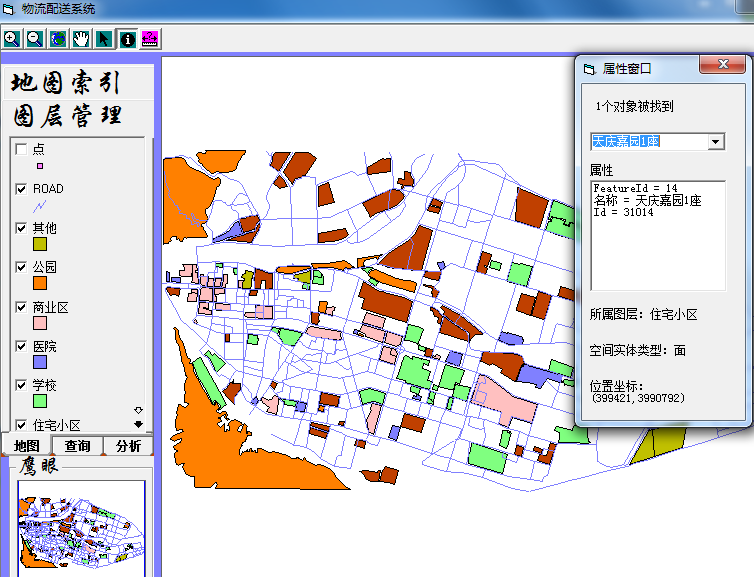 物流配送系统
地图索引
图层管理
点
ROAD
其他
公园
商业区
医院
学校
住宅小区
地图
查询
分析
鹰眼
属性窗口
1个对象被找到
天庆嘉园1座
属性
FeatureId = 14
名称 = 天庆嘉园1座
Id = 31014
所属图层：住宅小区
空间实体类型：面
位置坐标：
(399421,3990792)